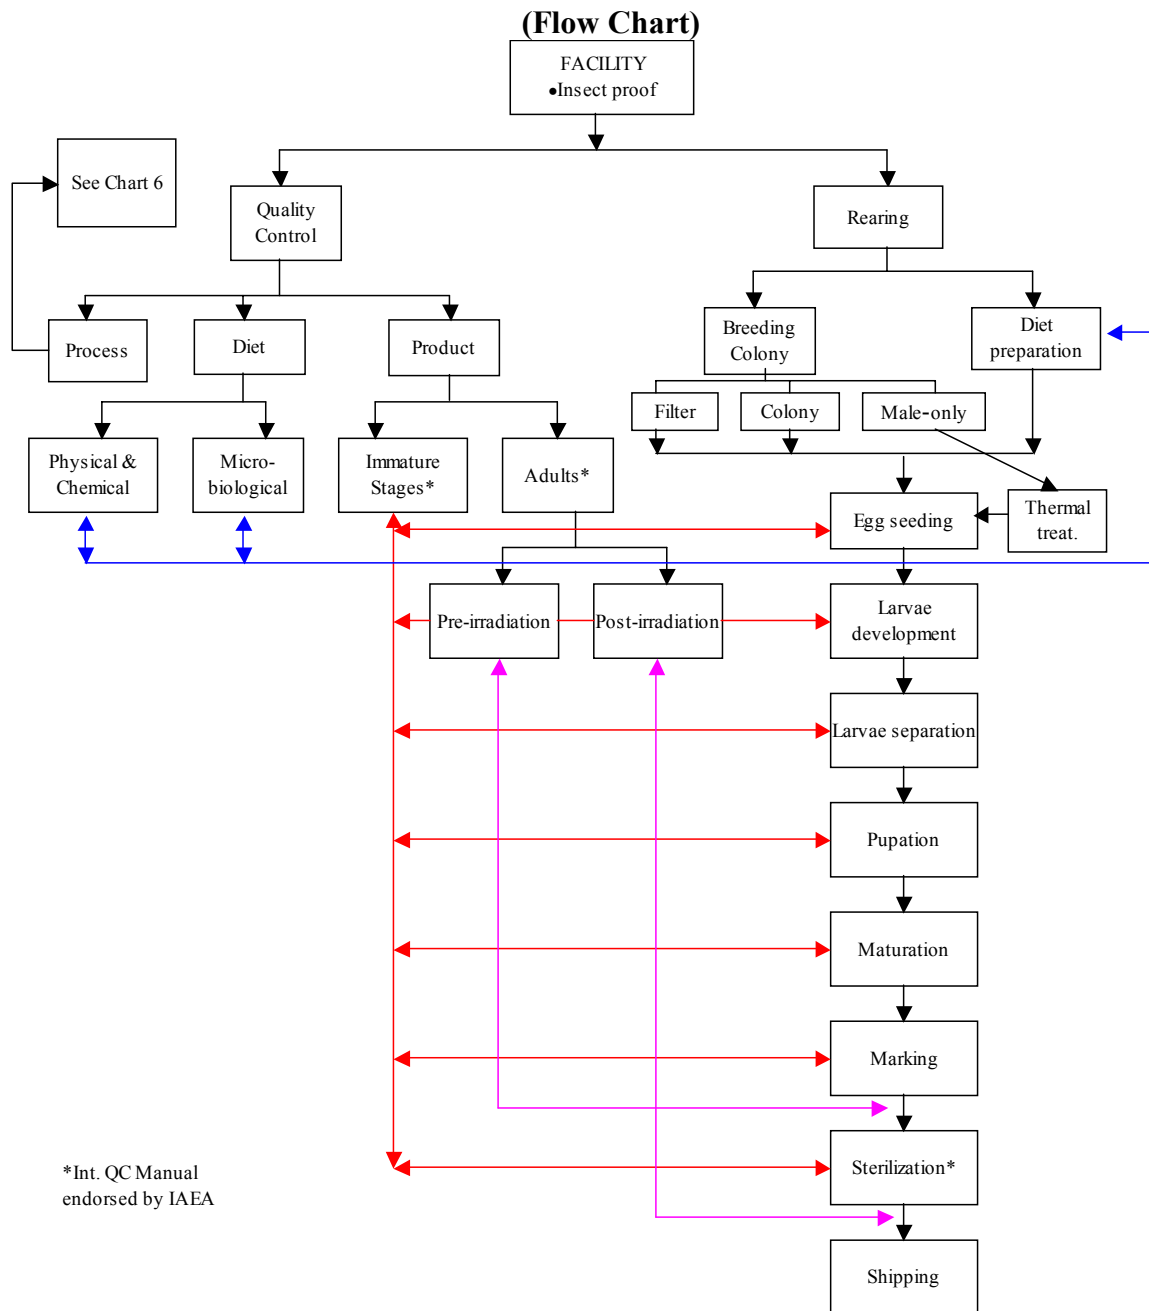 (Flow Chart)
FACILITY
•Insect proof
See Chart 6
Quality
Control
Rearing
Process
Diet
Product
Breeding
Colony
Diet
preparation
Filter
Colony
Male-only
Physical &
Chemical
Micro-
biological
Immature
Stages*
Adults*
Egg seeding
Thermal
treat.
Pre-irradiation
Post-irradiation
Larvae
development
Larvae separation
Pupation
Maturation
Marking
*Int. QC Manual
endorsed by IAEA
Sterilization*
Shipping